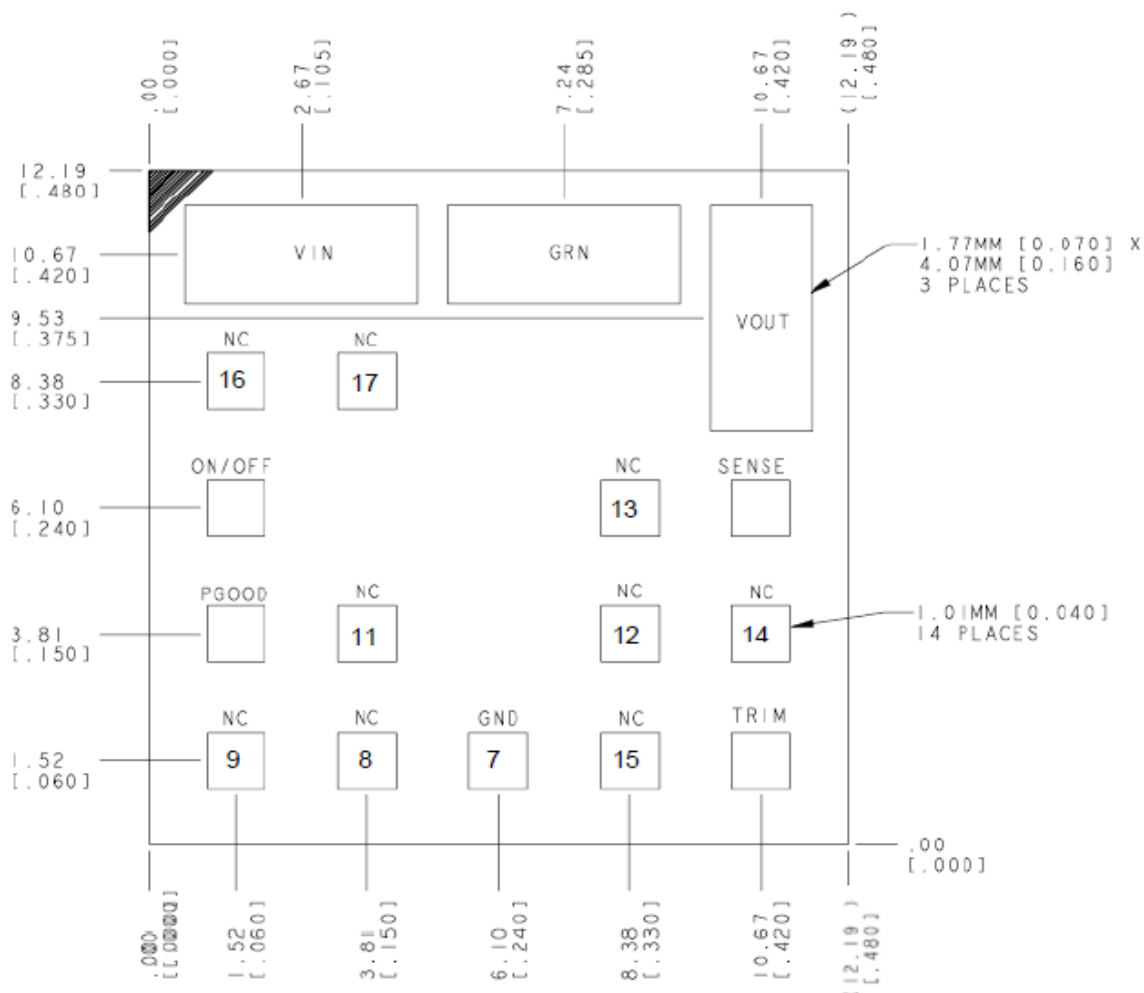 .00
[.000]
2.67
[.105]
7.24
[.285]
10.67
[.420]
(12.19 )
[.480]
12.19
[.480]
10.67
[.420]
VIN
GRN
1.77MM [0.070] X
4.07MM [0.160]
3 PLACES
9.53
[.375]
VOUT
NC
NC
8.38
[.330]
16
17
ON/OFF
NC
SENSE
6.10
[.240]
13
PGOOD
NC
NC
NC
3.81
[.150]
11
12
14
1.01MM [0.040]
14 PLACES
NC
NC
GND
NC
TRIM
1.52
[.060]
9
8
7
15
.00
[.000]
1.52
[.060]
3.81
[.150]
6.10
[.240]
8.38
[.330]
10.67
[.420]
(12.19 )
[.480]